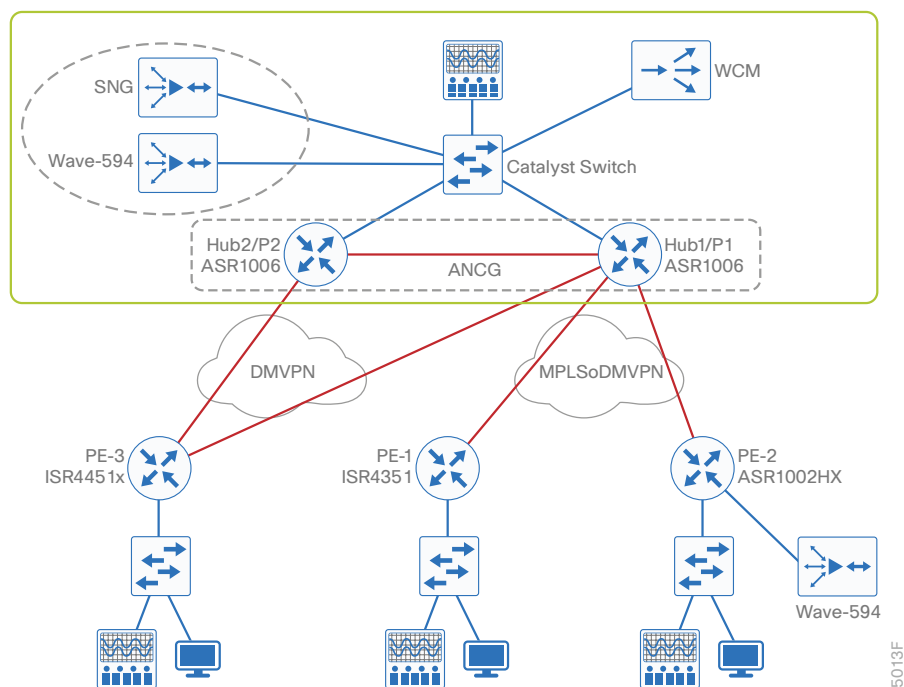 SNG
WCM
Wave-594
Catalyst Switch
Hub2/P2
ASR1006
ANCG
Hub1/P1
ASR1006
DMVPN
MPLSoDMVPN
PE-3
ISR4451x
PE-1
ISR4351
PE-2
ASR1002HX
Wave-594
5013F